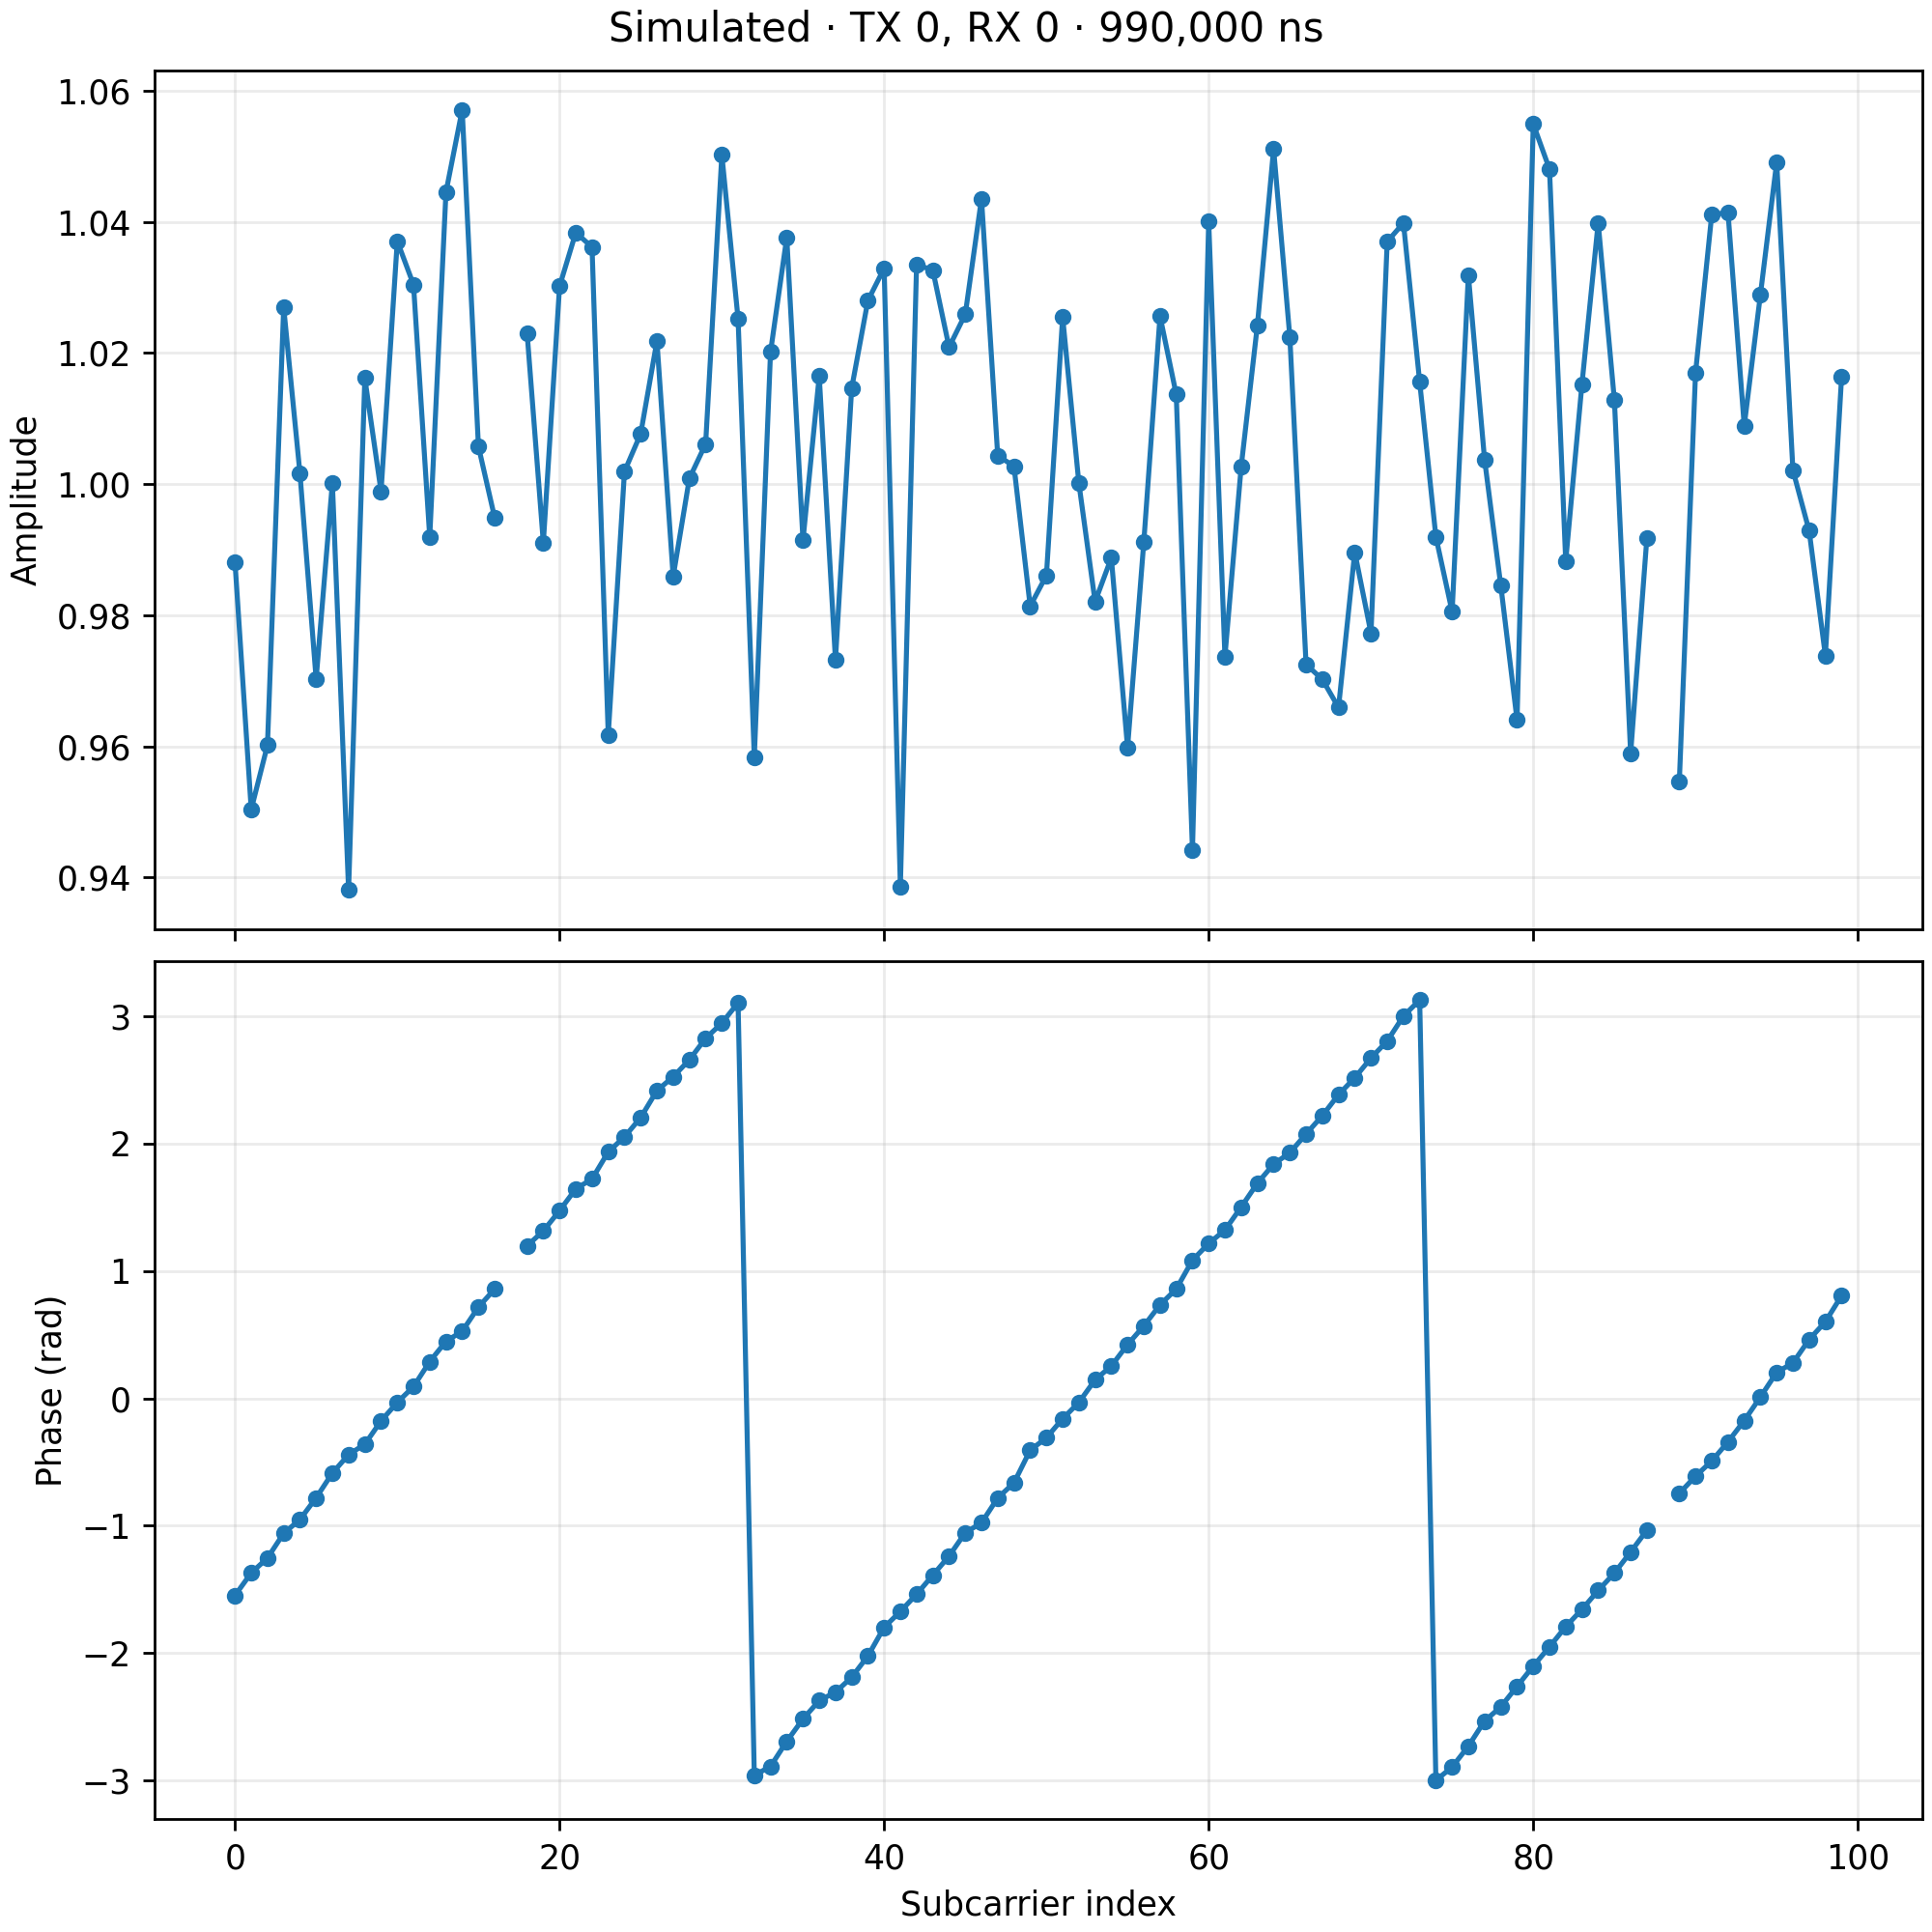 Simulated · TX 0, RX 0 · 990,000 ns
1.06
1.04
1.02
1.00
0.98
0.96
0.94
Amplitude
3
2
1
0
−1
−2
−3
Phase (rad)
0 20 40 60 80 100
Subcarrier index